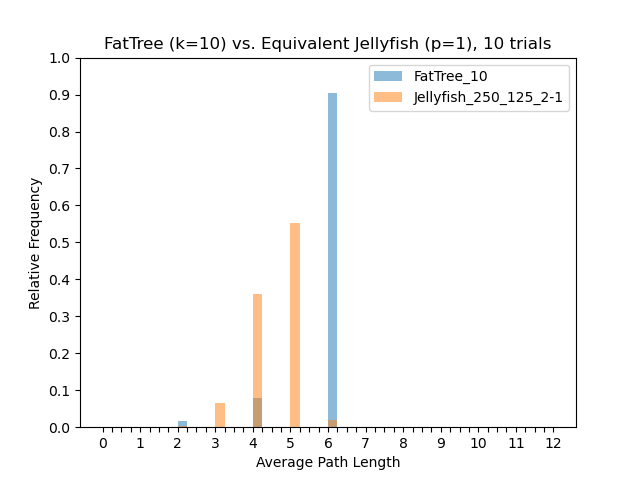 FatTree (k=10) vs. Equivalent Jellyfish (p=1), 10 trials
FatTree_10
Jellyfish_250_125_2-1
Relative Frequency
1.0
0.9
0.8
0.7
0.6
0.5
0.4
0.3
0.2
0.1
0.0
0 1 2 3 4 5 6 7 8 9 10 11 12
Average Path Length